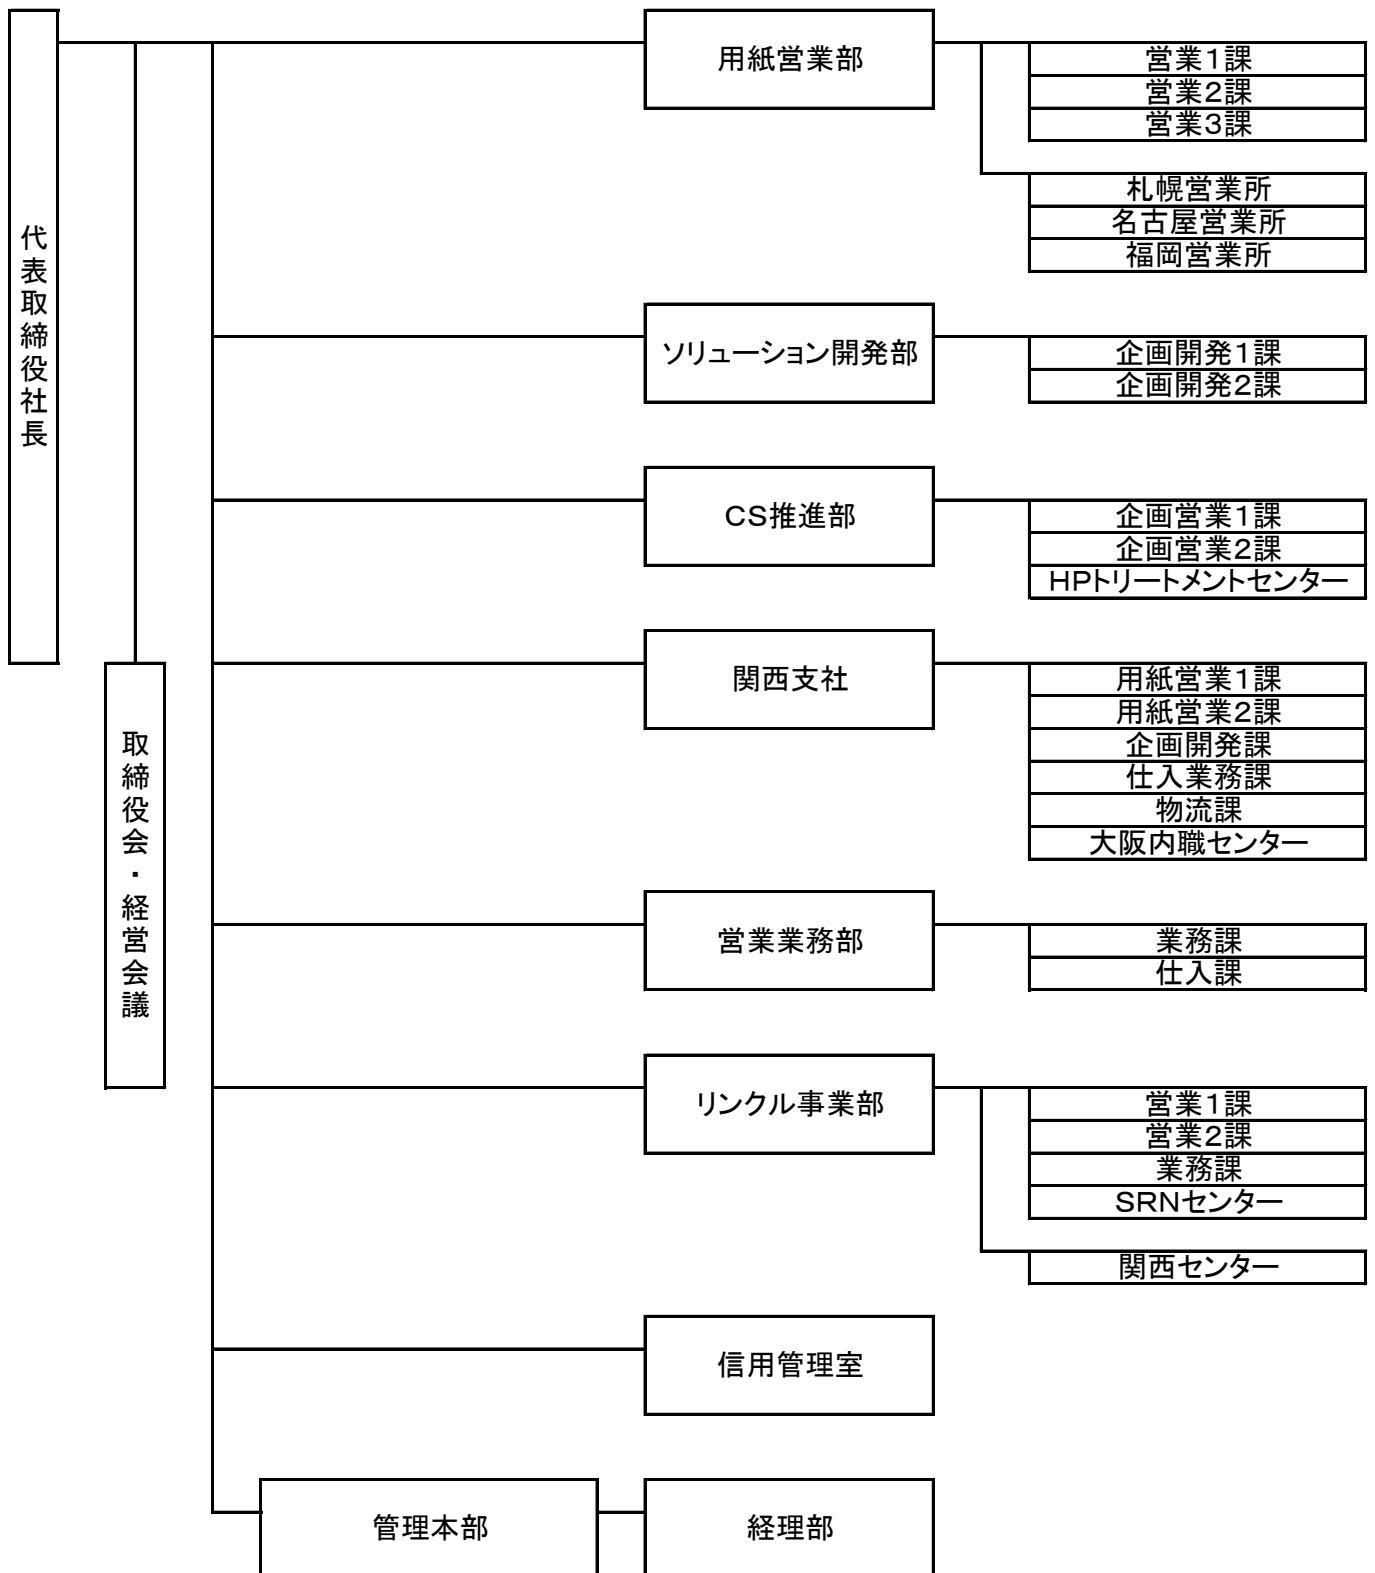 代表取締役社長
取締役会・経営会議
用紙営業部
営業１課
営業２課
営業３課
札幌営業所
名古屋営業所
福岡営業所
ソリューション開発部
企画開発１課
企画開発２課
ＣＳ推進部
企画営業１課
企画営業２課
ＨＰトリートメントセンター
関西支社
用紙営業１課
用紙営業２課
企画開発課
仕入業務課
物流課
大阪内職センター
営業業務部
業務課
仕入課
リンクル事業部
営業１課
営業２課
業務課
ＳＲＮセンター
関西センター
信用管理室
管理本部
経理部